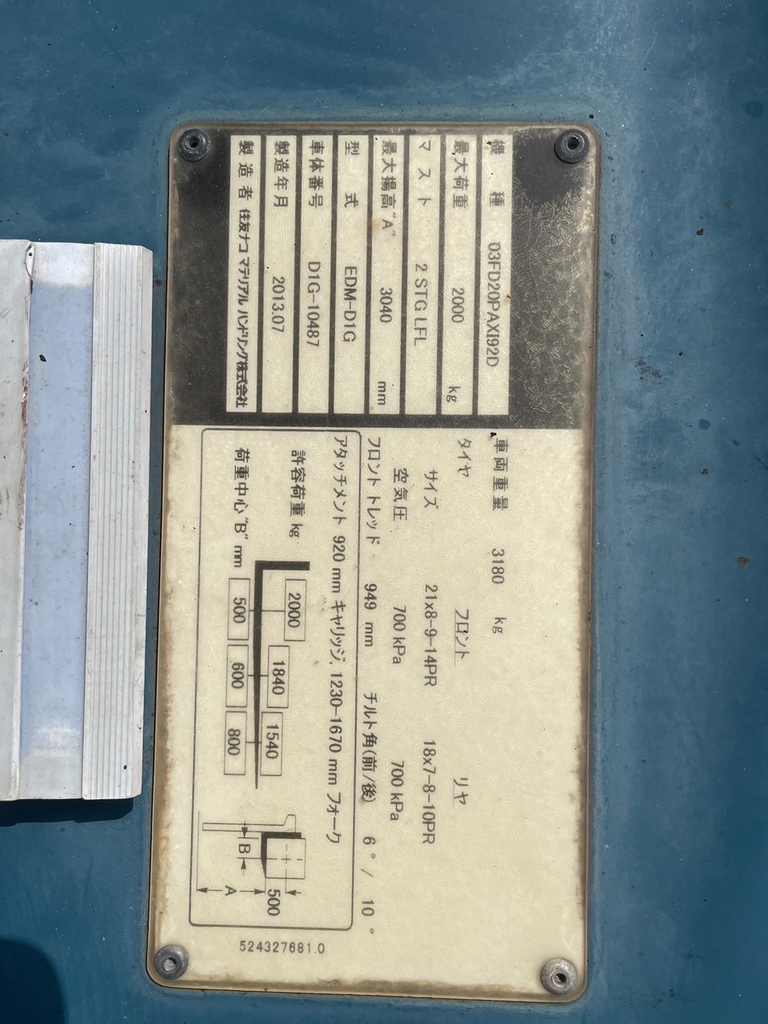 機種 03FD20PAXI92D
最大荷重 2000 kg
マスト 2 STG LFL
最大揚高"A" 3040 mm
型式 EDM-D1G
車体番号 D1G-10487
製造年月 2013.07
製造者 住友ナコ マテリアル ハンドリング株式会社
車両重量 3180 kg
タイヤ フロント リヤ
サイズ 21x8-9-14PR 18x7-8-10PR
空気圧 700 kPa 700 kPa
フロント トレッド 949 mm チルト角(前/後) 6° / 10°
アタッチメント 920 mm キャリッジ, 1230-1670 mm フォーク
許容荷重 kg 2000 1840 1540
荷重中心"B" mm 500 600 800
500
B
A
524327681.0